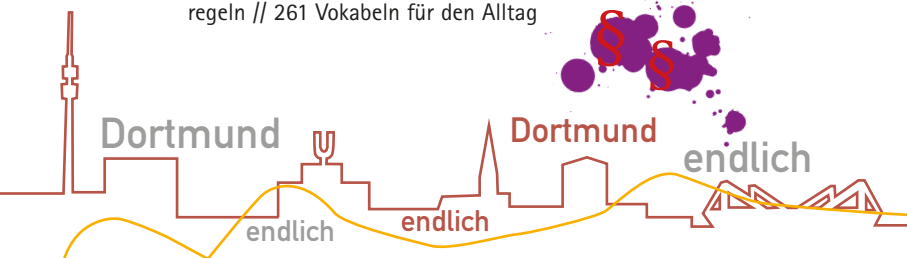 regeln // 261 Vokabeln für den Alltag
§
§
Dortmund
U
Dortmund
endlich
endlich
endlich